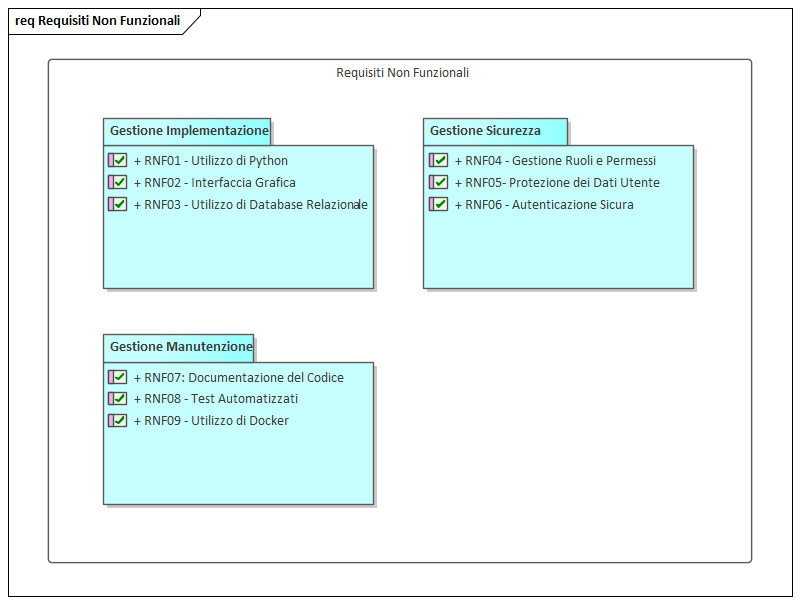 req Requisiti Non Funzionali
Requisiti Non Funzionali
Gestione Implementazione
+ RNF01 - Utilizzo di Python
+ RNF02 - Interfaccia Grafica
+ RNF03 - Utilizzo di Database Relazionale
Gestione Sicurezza
+ RNF04 - Gestione Ruoli e Permessi
+ RNF05- Protezione dei Dati Utente
+ RNF06 - Autenticazione Sicura
Gestione Manutenzione
+ RNF07: Documentazione del Codice
+ RNF08 - Test Automatizzati
+ RNF09 - Utilizzo di Docker